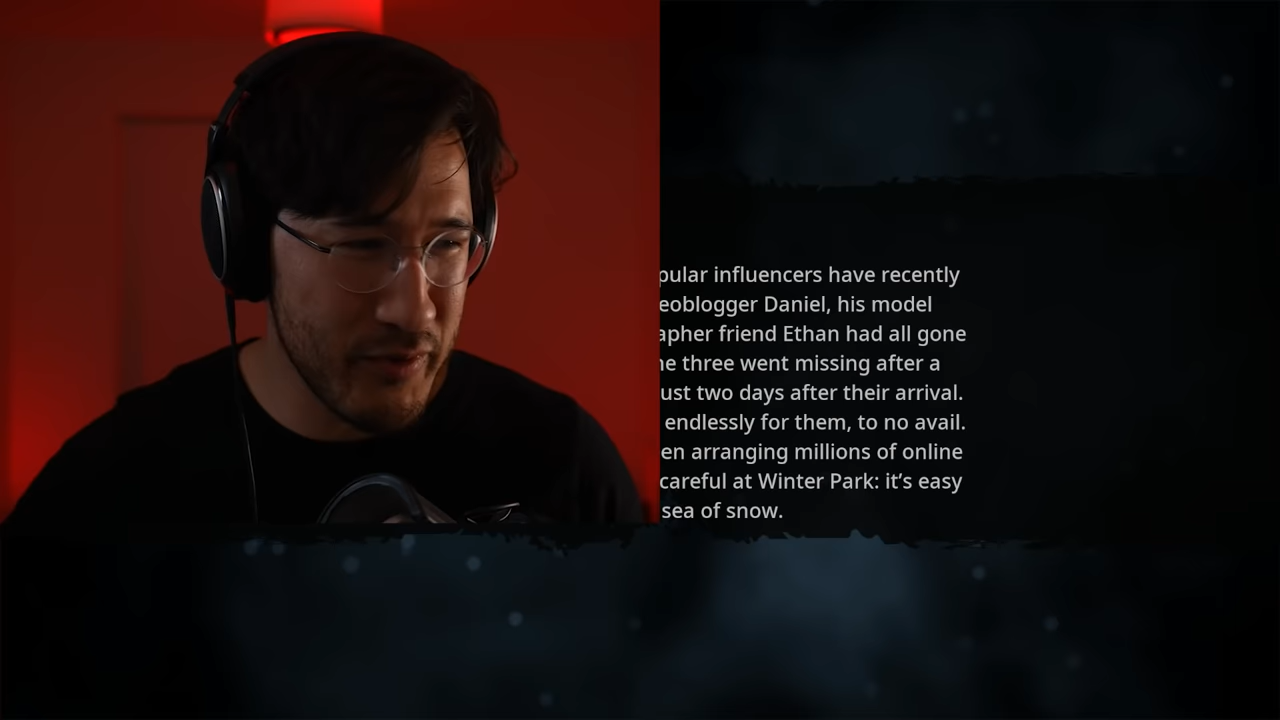 pular influencers have recently
eoblogger Daniel, his model
apher friend Ethan had all gone
he three went missing after a
ust two days after their arrival.
endlessly for them, to no avail.
en arranging millions of online
careful at Winter Park: it’s easy
sea of snow.